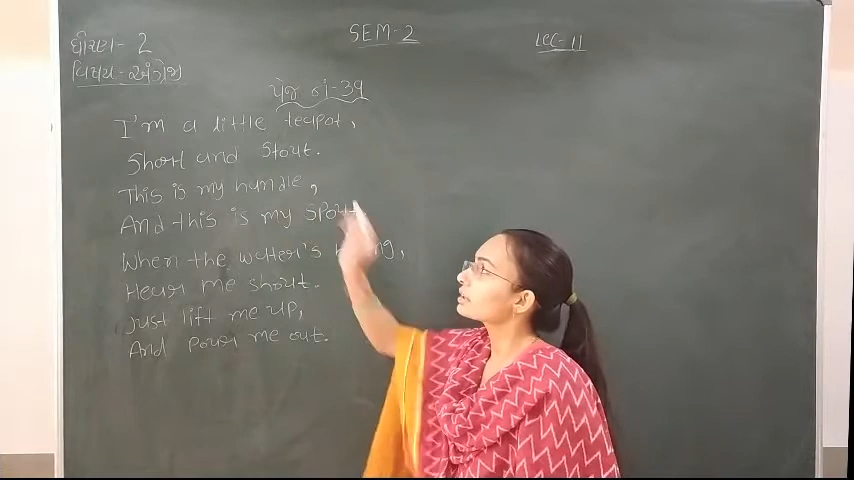 ધોરણ- 2
SEM-2
LEC-11
વિષય-અંગ્રેજી
પેજ નં-39
I'm a little teapot,
Short and Stout.
This is my handle,
And this is my Spout
When the water's
Hear me shout.
Just lift me up,
And pour me out.